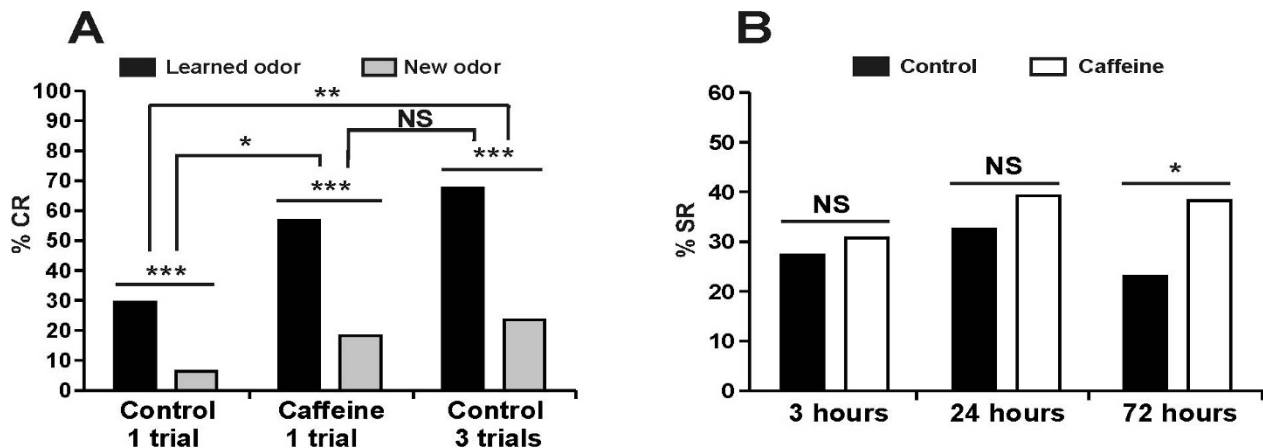 A
Learned odor
New odor
% CR
100
90
80
70
60
50
40
30
20
10
0
**
*
NS
***
***
***
Control
1 trial
Caffeine
1 trial
Control
3 trials
B
Control
Caffeine
% SR
60
50
40
30
20
10
0
NS
NS
*
3 hours
24 hours
72 hours